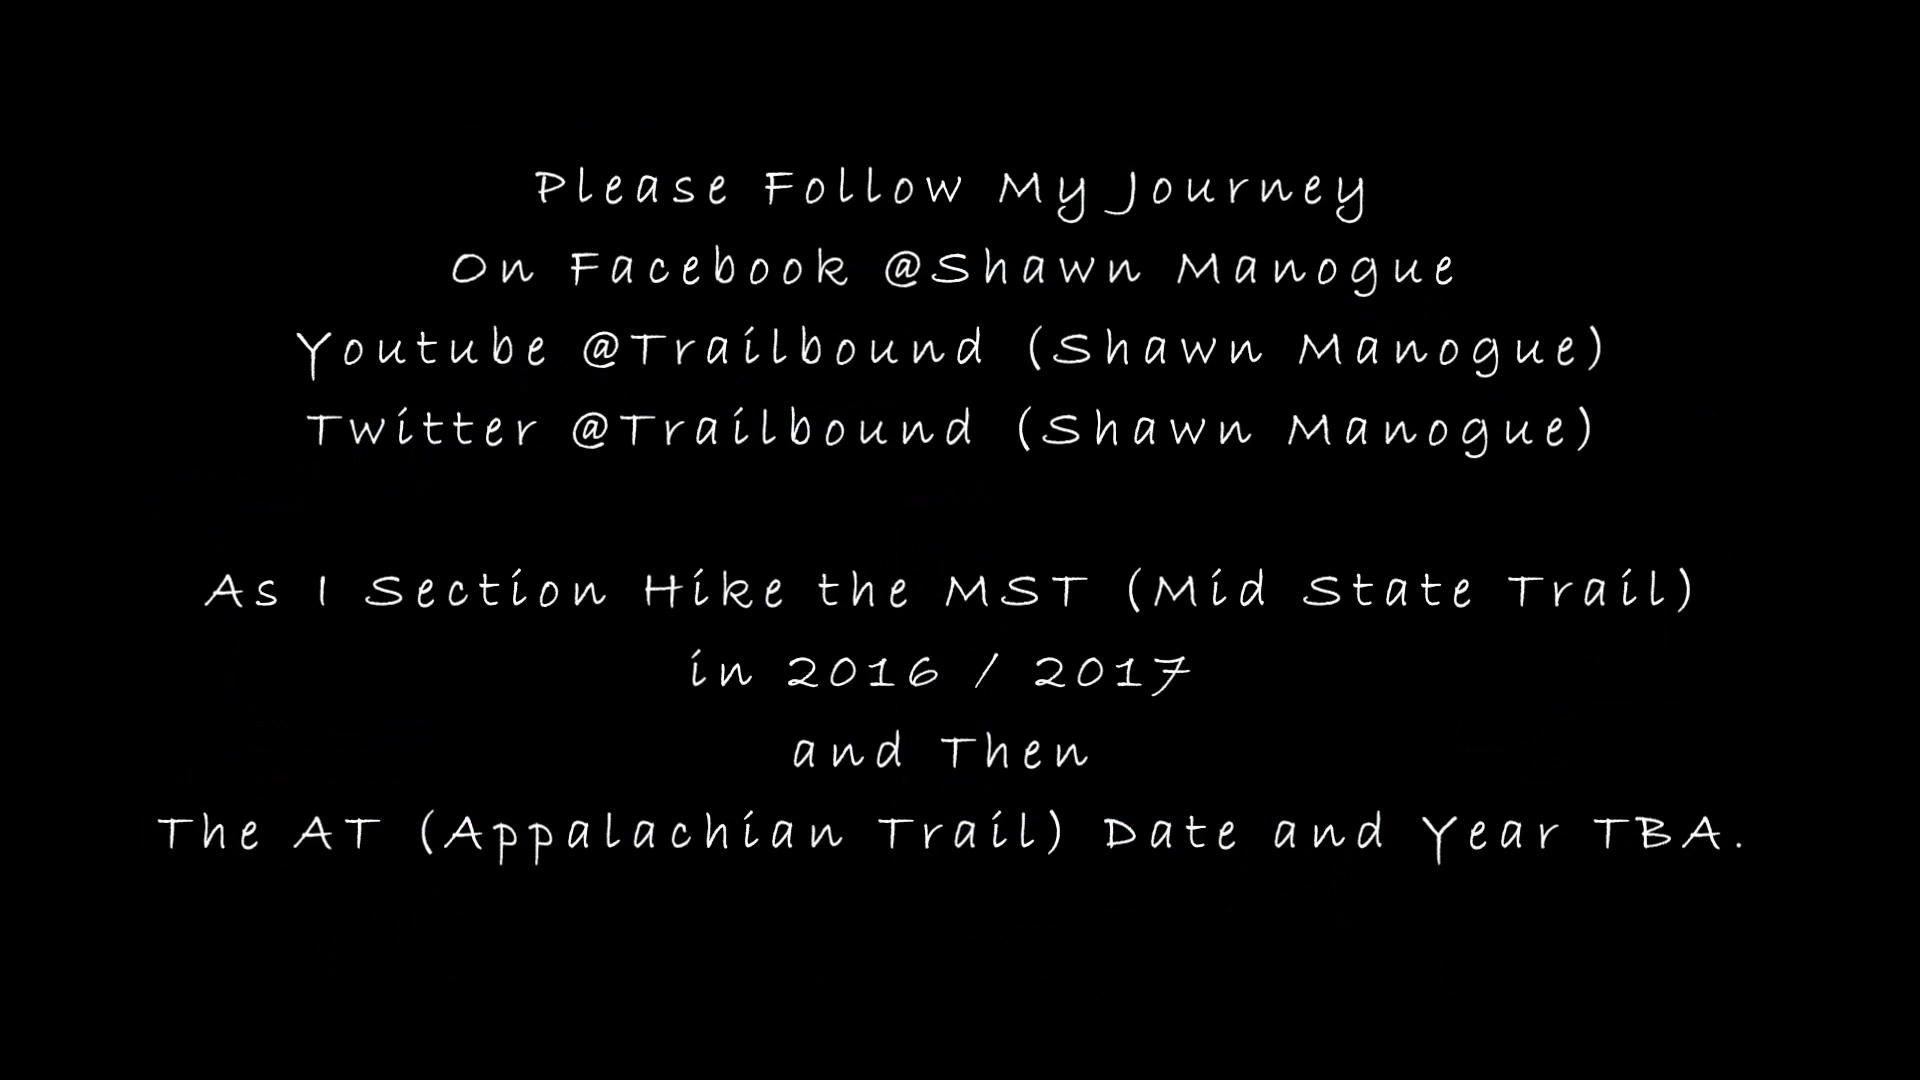 Please Follow My Journey
On Facebook @Shawn Manogue
Youtube @Trailbound (Shawn Manogue)
Twitter @Trailbound (Shawn Manogue)
As I Section Hike the MST (Mid State Trail)
in 2016 / 2017
and Then
The AT (Appalachian Trail) Date and Year TBA.